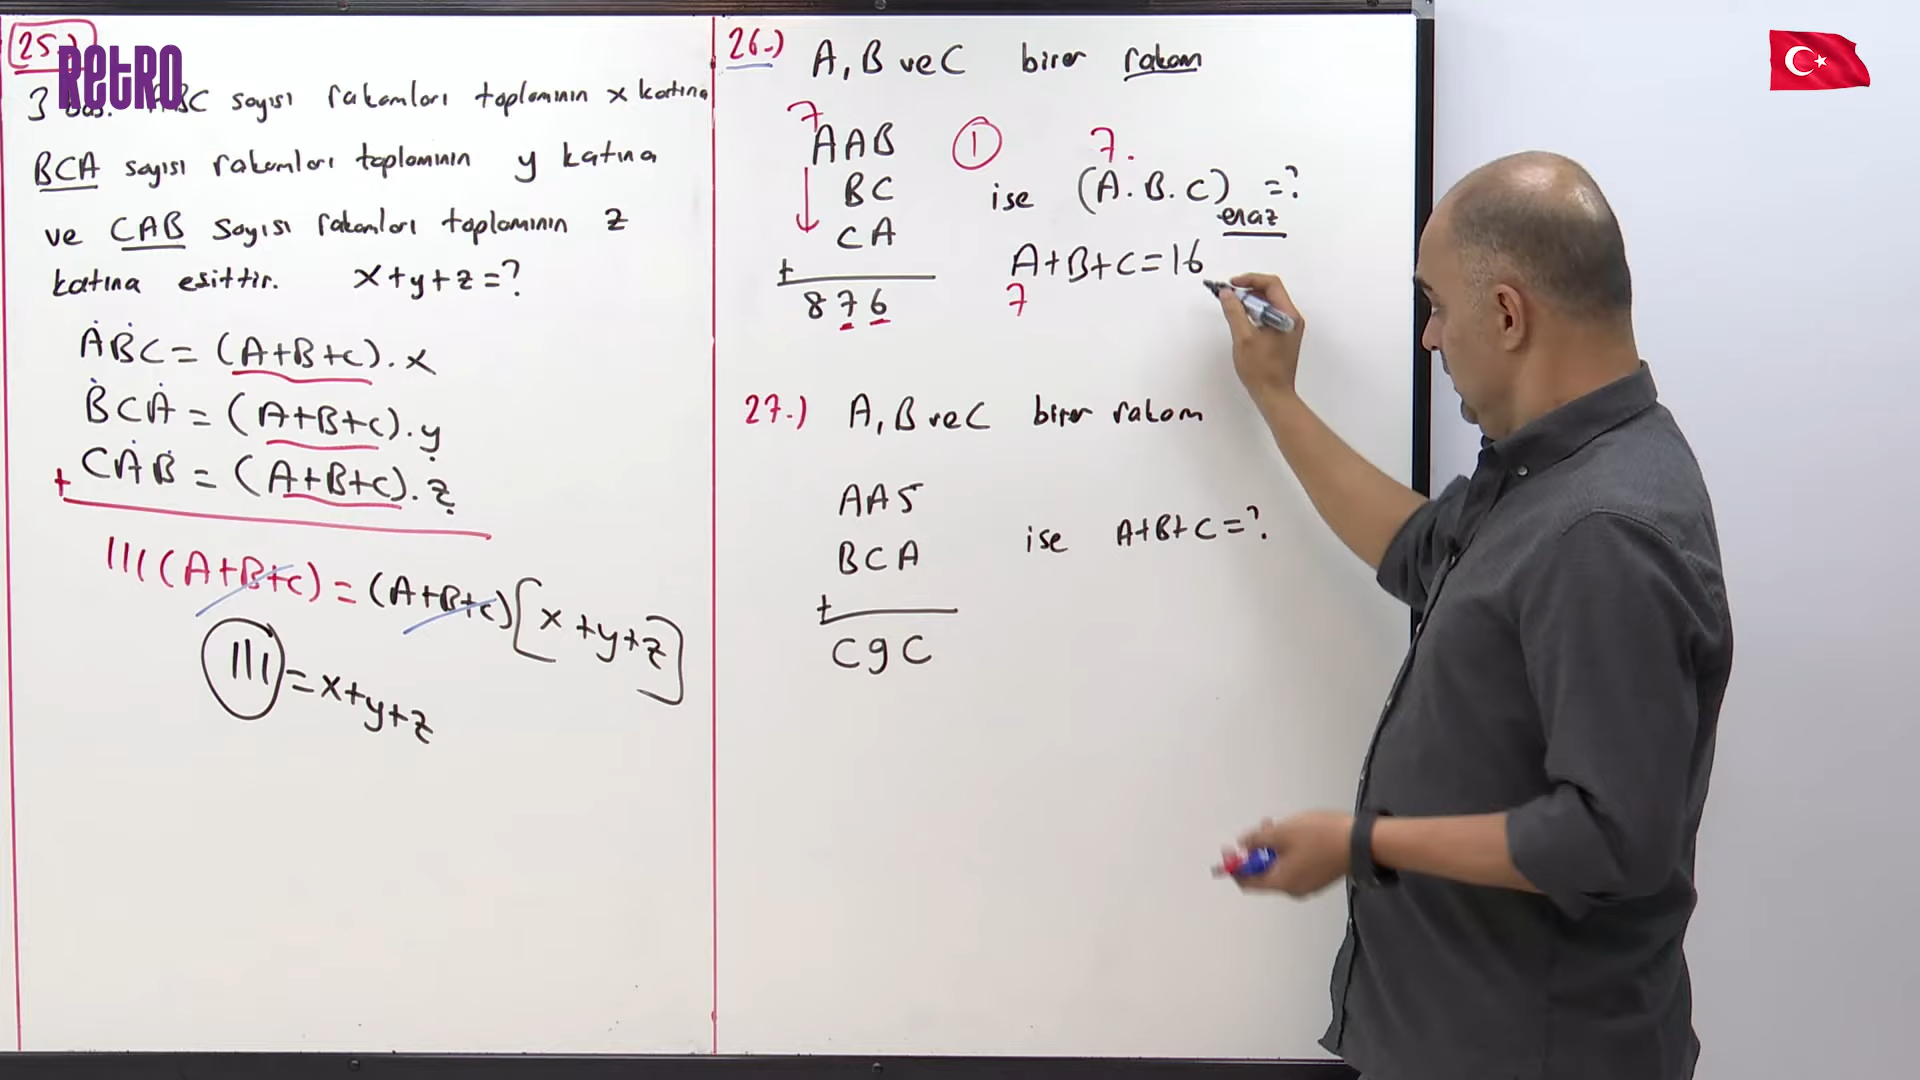 25-)
RetRO
3 bas. ABC sayısı rakamları toplamının x katına
BCA sayısı rakamları toplamının y katına
ve CAB sayısı rakamları toplamının z
katına eşittir. x+y+z=?
ABC = (A+B+C).x
BCA = (A+B+C).y
+ CAB = (A+B+C).z
111(A+B+C) = (A+B+C)[x+y+z]
111 = x+y+z
26-) A, B ve C birer rakam
7
AAB
BC
CA
+
876
1
7.
ise (A.B.C) =?
en az
A+B+C=16
7
27-) A, B ve C birer rakam
AA5
BCA
+
C9C
ise A+B+C=?